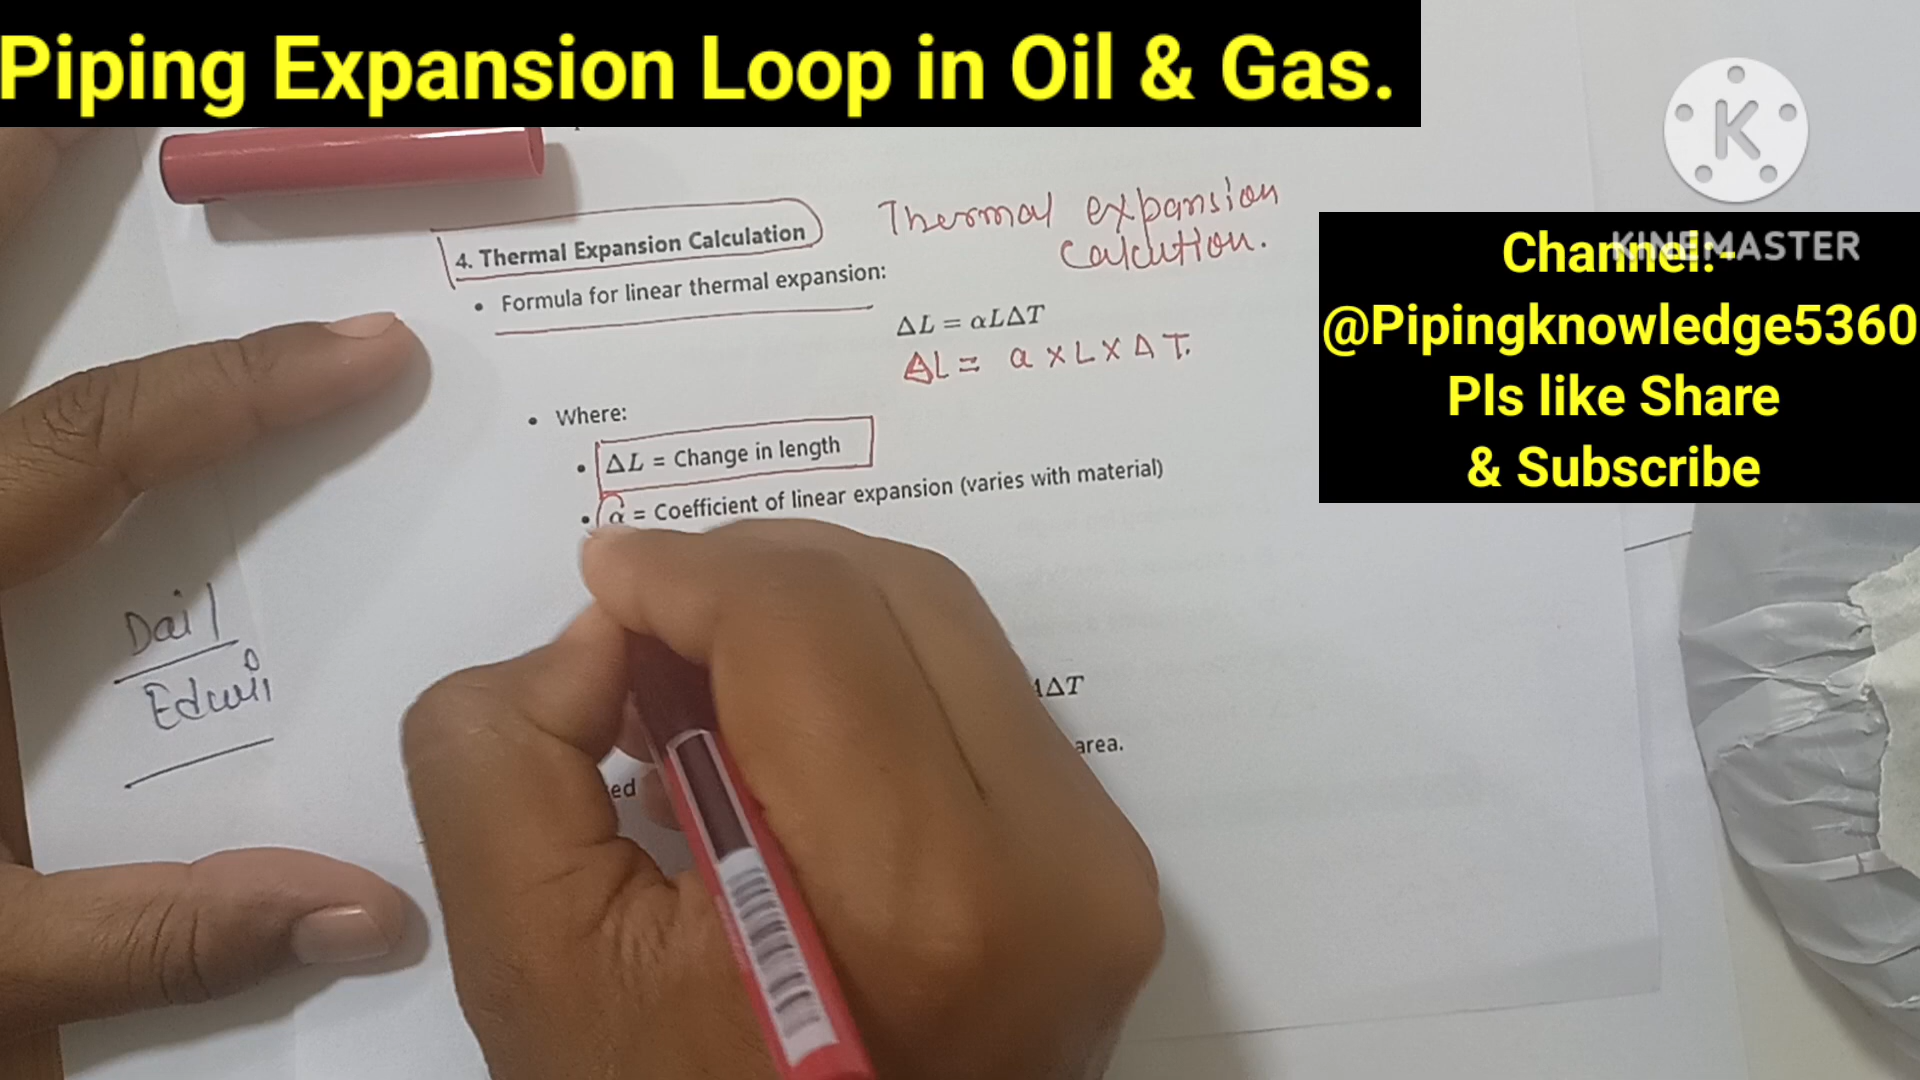 Piping Expansion Loop in Oil & Gas.
K
KINEMASTER
Channel:-
@Pipingknowledge5360
Pls like Share
& Subscribe
4. Thermal Expansion Calculation
Thermal expansion
Calcution.
• Formula for linear thermal expansion:
ΔL = αLΔT
ΔL = α × L × Δ T.
• Where:
• ΔL = Change in length
• α = Coefficient of linear expansion (varies with material)
ΔT
area.
ed
Dail
Edwin